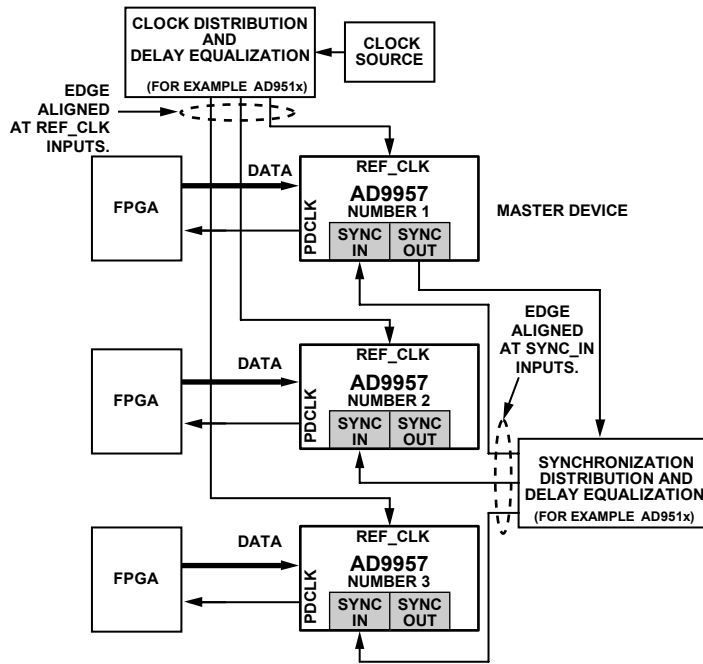 CLOCK DISTRIBUTION
AND
DELAY EQUALIZATION
(FOR EXAMPLE AD951x)
CLOCK
SOURCE
EDGE
ALIGNED
AT REF_CLK
INPUTS.
FPGA
DATA
REF_CLK
AD9957
NUMBER 1
PDCLK
SYNC
IN
SYNC
OUT
MASTER DEVICE
FPGA
DATA
REF_CLK
AD9957
NUMBER 2
PDCLK
SYNC
IN
SYNC
OUT
EDGE
ALIGNED
AT SYNC_IN
INPUTS.
SYNCHRONIZATION
DISTRIBUTION AND
DELAY EQUALIZATION
(FOR EXAMPLE AD951x)
FPGA
DATA
REF_CLK
AD9957
NUMBER 3
PDCLK
SYNC
IN
SYNC
OUT